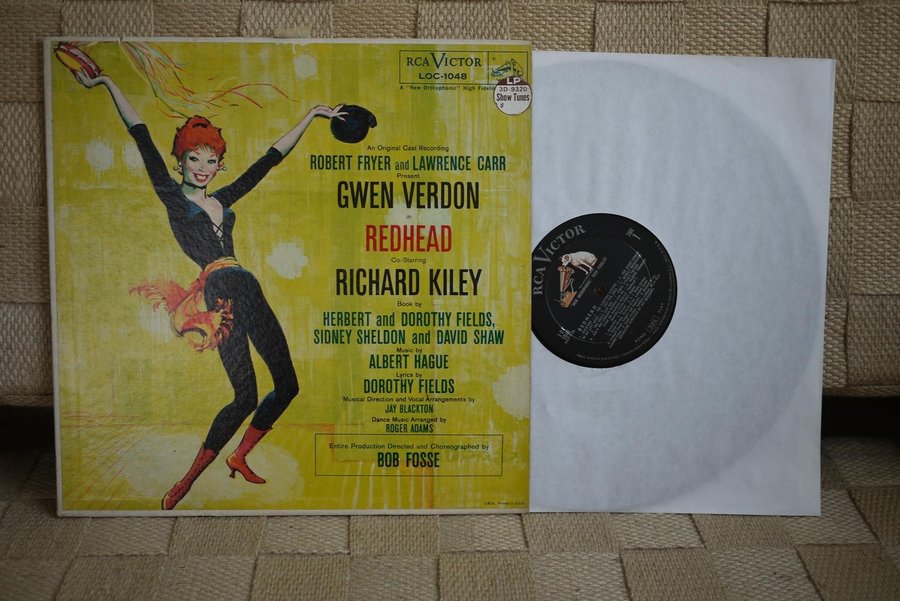 RCA VICTOR
LOC-1048
A "New Orthophonic" High Fideli
LP
3D-9320
Show Tunes
An Original Cast Recording
ROBERT FRYER and LAWRENCE CARR
Present
GWEN VERDON
in
REDHEAD
Co-Starring
RICHARD KILEY
Book by
HERBERT and DOROTHY FIELDS,
SIDNEY SHELDON and DAVID SHAW
Music by
ALBERT HAGUE
Lyrics by
DOROTHY FIELDS
Musical Direction and Vocal Arrangements by
JAY BLACKTON
Dance Music Arranged by
ROGER ADAMS
Entire Production Directed and Choreographed by
BOB FOSSE
RCA VICTOR
REDHEAD